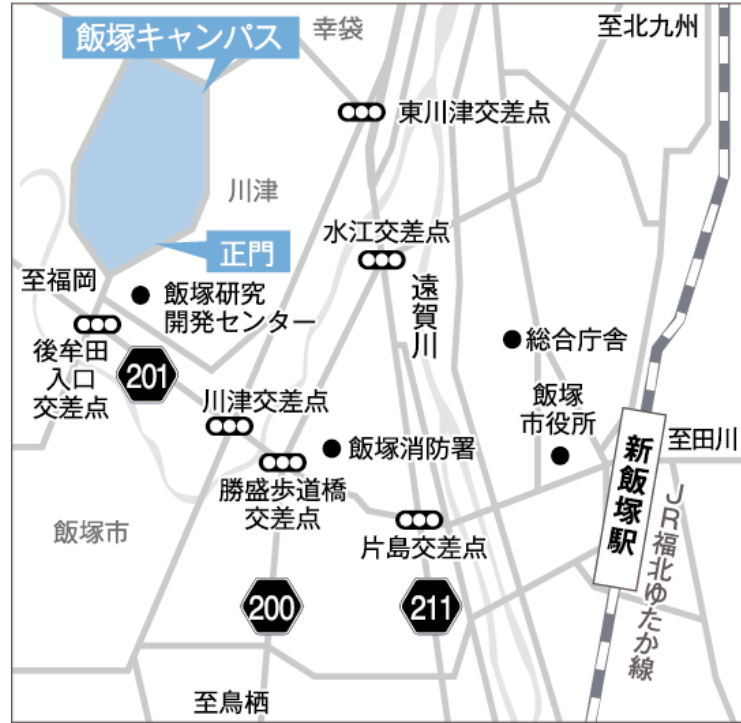 飯塚キャンパス
幸袋
至北九州
東川津交差点
川津
水江交差点
正門
至福岡
飯塚研究
開発センター
遠賀川
後牟田
入口
交差点
201
総合庁舎
川津交差点
飯塚
市役所
飯塚消防署
至田川
新飯塚駅
勝盛歩道橋
交差点
飯塚市
片島交差点
JR福北ゆたか線
200
211
至鳥栖